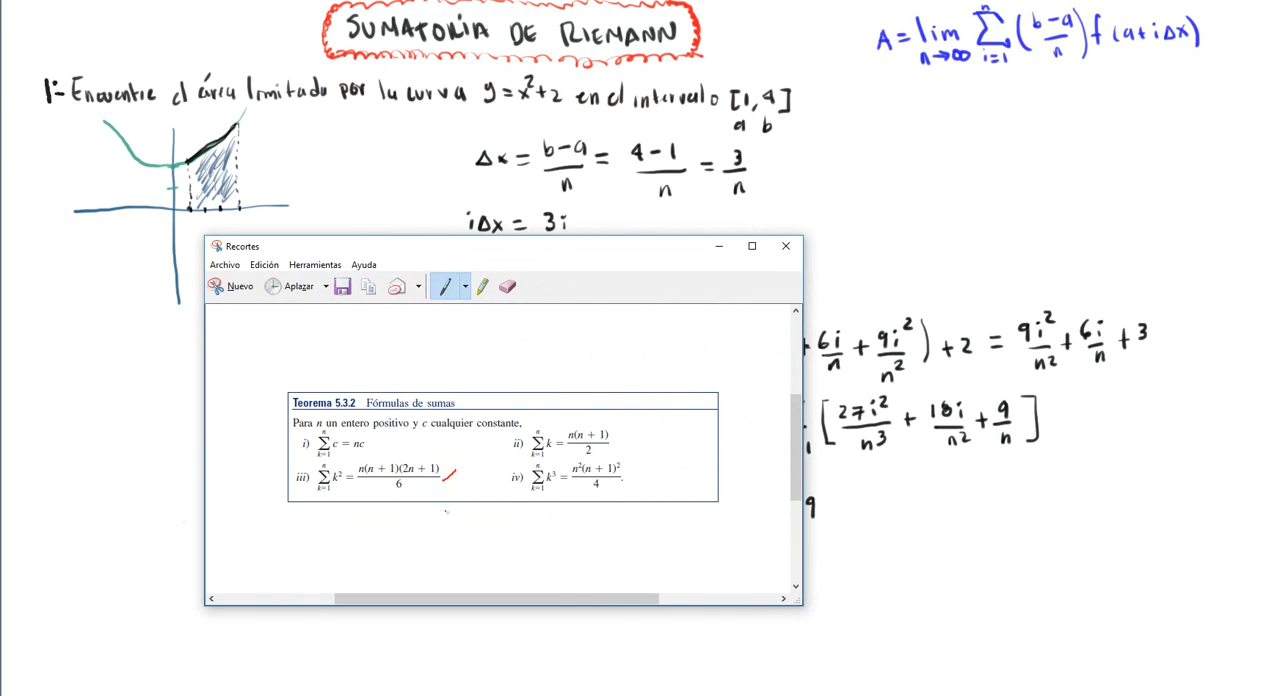 SUMATORIA DE RIEMANN
A = lim n→∞ n Σ i=1 (b-a/n) f(a+iΔx)
1:- Encuentre el área limitada por la curva y = x²+2 en el intervalo [1,4]
a b
Δx = b-a/n = 4-1/n = 3/n
iΔx = 3i
Recortes
Archivo Edición Herramientas Ayuda
Nuevo Aplazar
+ 6i/n + 9i²/n² ) + 2 = 9i²/n² + 6i/n + 3
[ 27i²/n³ + 18i/n² + 9/n ]
Teorema 5.3.2 Fórmulas de sumas
Para n un entero positivo y c cualquier constante,
i) n Σ k=1 c = nc ii) n Σ k=1 k = n(n + 1)/2
iii) n Σ k=1 k² = n(n + 1)(2n + 1)/6 iv) n Σ k=1 k³ = n²(n + 1)²/4.
9